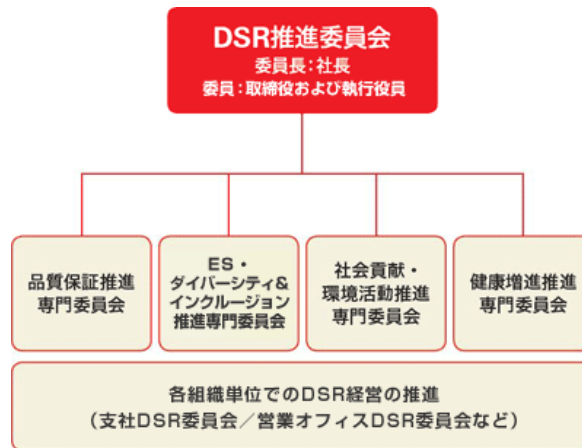 DSR推進委員会
委員長:社長
委員:取締役および執行役員
品質保証推進
専門委員会
ES・
ダイバーシティ&
インクルージョン
推進専門委員会
社会貢献・
環境活動推進
専門委員会
健康増進推進
専門委員会
各組織単位でのDSR経営の推進
(支社DSR委員会/営業オフィスDSR委員会など)